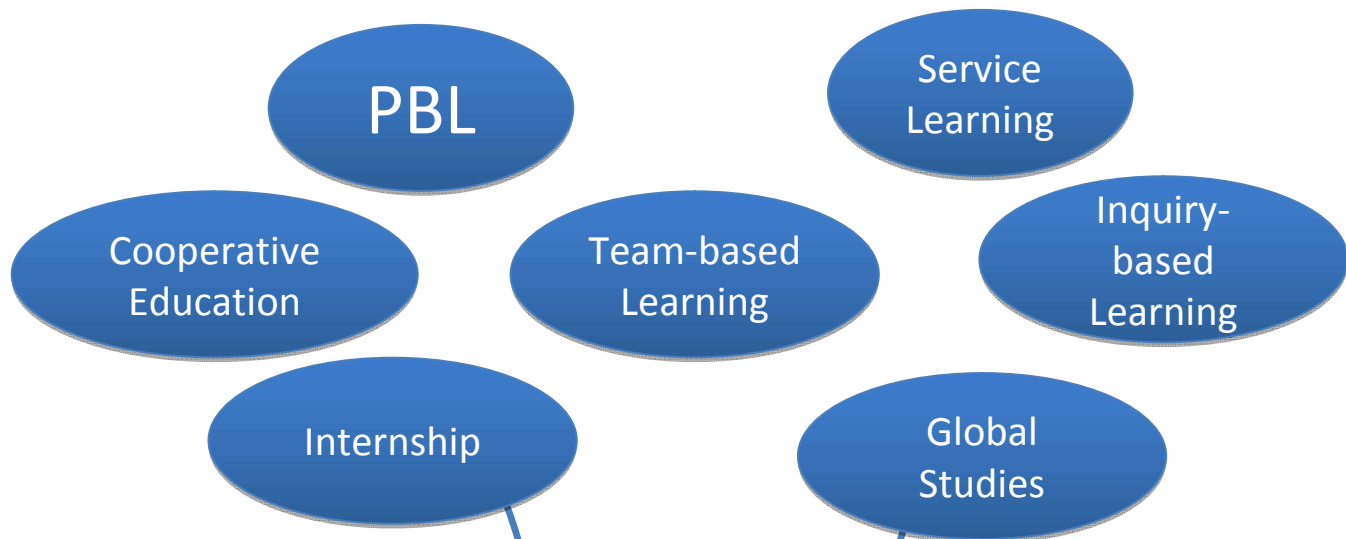 PBL
Service
Learning
Cooperative
Education
Team-based
Learning
Inquiry-
based
Learning
Internship
Global
Studies